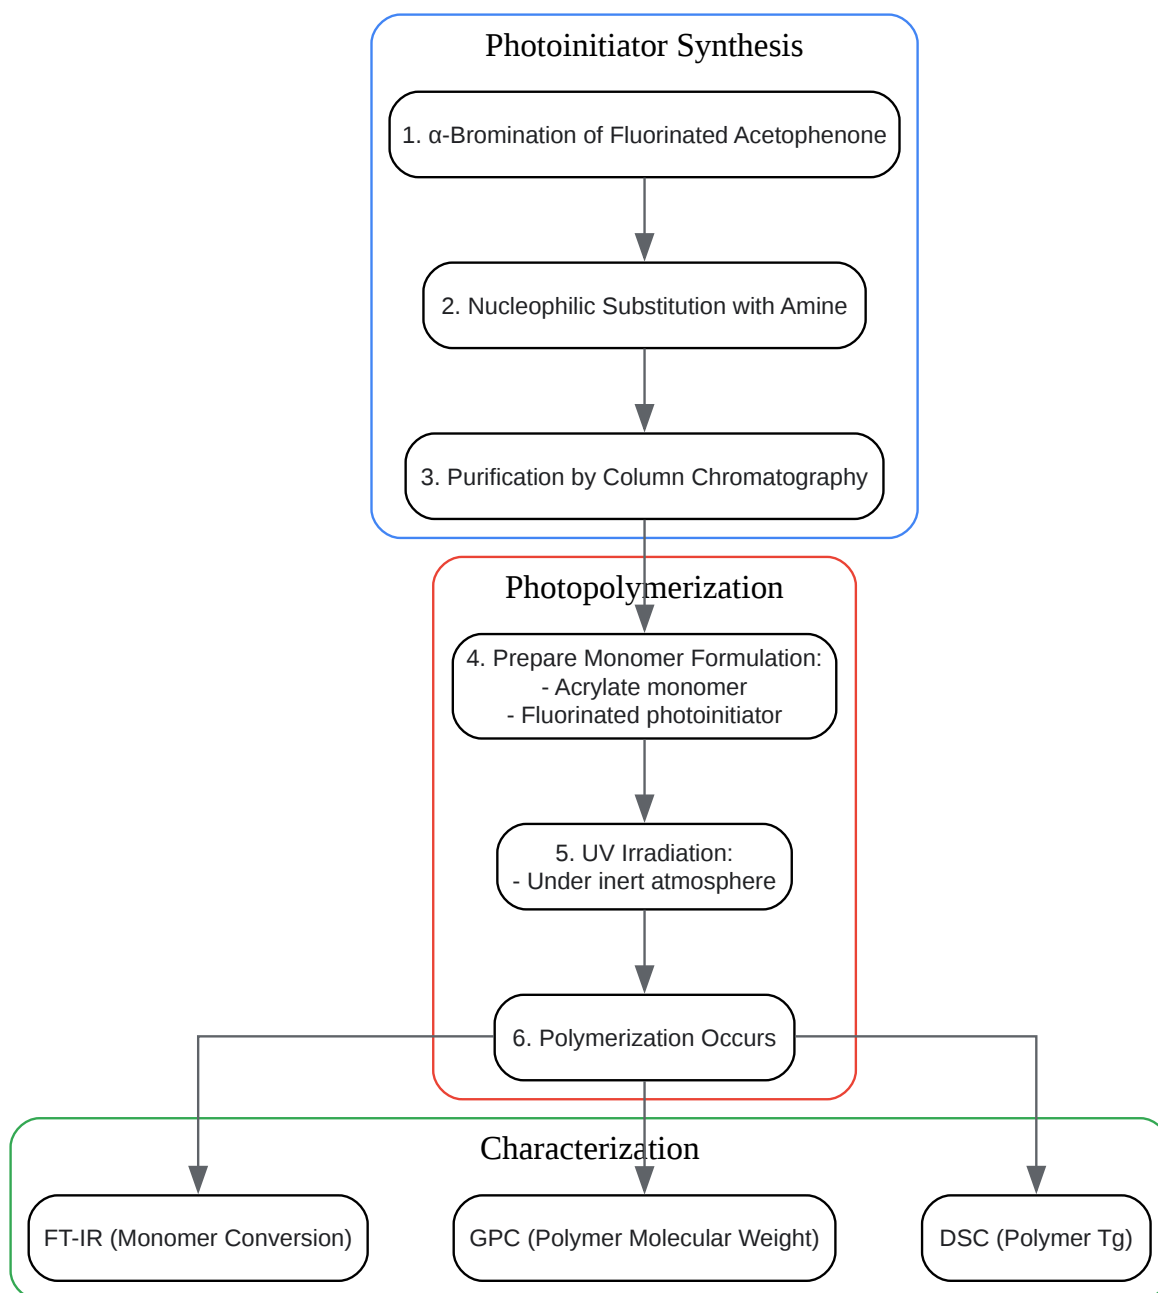 Photoinitiator Synthesis
1. α-Bromination of Fluorinated Acetophenone
2. Nucleophilic Substitution with Amine
3. Purification by Column Chromatography
Photopolymerization
4. Prepare Monomer Formulation:
- Acrylate monomer
- Fluorinated photoinitiator
5. UV Irradiation:
- Under inert atmosphere
6. Polymerization Occurs
Characterization
FT-IR (Monomer Conversion)
GPC (Polymer Molecular Weight)
DSC (Polymer Tg)